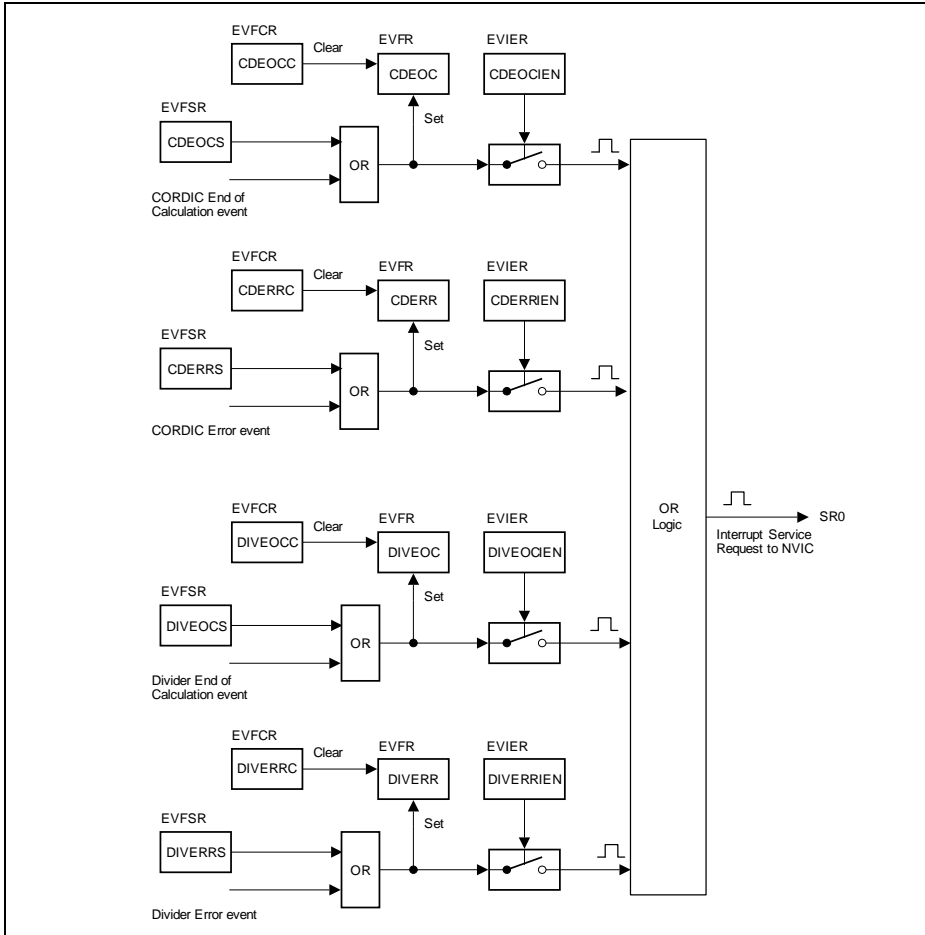 EVFCR
CDEOCC
Clear
EVFR
CDEOC
EVIER
CDEOCIEN
EVFSR
CDEOCS
Set
OR
CORDIC End of
Calculation event
EVFCR
CDERRC
Clear
EVFR
CDERR
EVIER
CDERRIEN
EVFSR
CDERRS
Set
OR
CORDIC Error event
EVFCR
DIVEOCC
Clear
EVFR
DIVEOC
EVIER
DIVEOCIEN
EVFSR
DIVEOCS
Set
OR
Divider End of
Calculation event
EVFCR
DIVERRC
Clear
EVFR
DIVERR
EVIER
DIVERRIEN
EVFSR
DIVERRS
Set
OR
Divider Error event
OR
Logic
SR0
Interrupt Service
Request to NVIC